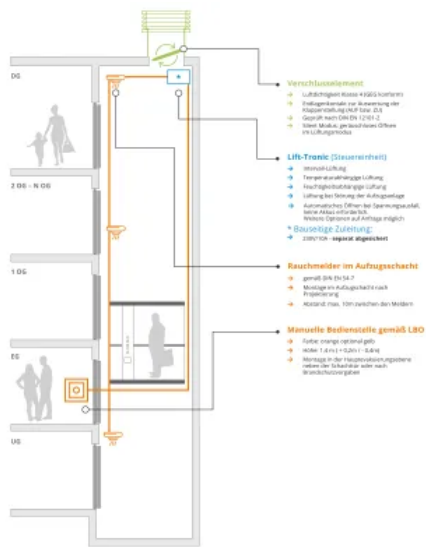 DG
2 OG - N OG
1 OG
EG
UG
Verschlusselement
Luftdichtigkeit Klasse 4 (GEG konform)
Endlagenkontakt zur Auswertung der
Klappenstellung (AUF bzw. ZU)
Geprüft nach DIN EN 12101-2
Silent Modus: geräuschloses Öffnen
im Lüftungsmodus
Lift-Tronic (Steuereinheit)
Intervall-Lüftung
Temperaturabhängige Lüftung
Feuchtigkeitsabhängige Lüftung
Lüftung bei Störung der Aufzugsanlage
Automatisches Öffnen bei Spannungsausfall,
keine Akkus erforderlich.
Weitere Optionen auf Anfrage möglich
* Bauseitige Zuleitung:
230V/10A - separat abgesichert
Rauchmelder im Aufzugsschacht
gemäß DIN EN 54-7
Montage im Aufzugschacht nach
Projektierung
Abstand max. 10m zwischen den Meldern
Manuelle Bedienstelle gemäß LBO
Farbe: orange optional gelb
Höhe: 1.4 m ( + 0,2m / - 0,4m)
Montage in der Hauptevakuierungsebene
neben der Schachttür oder nach
Brandschutzvorgaben